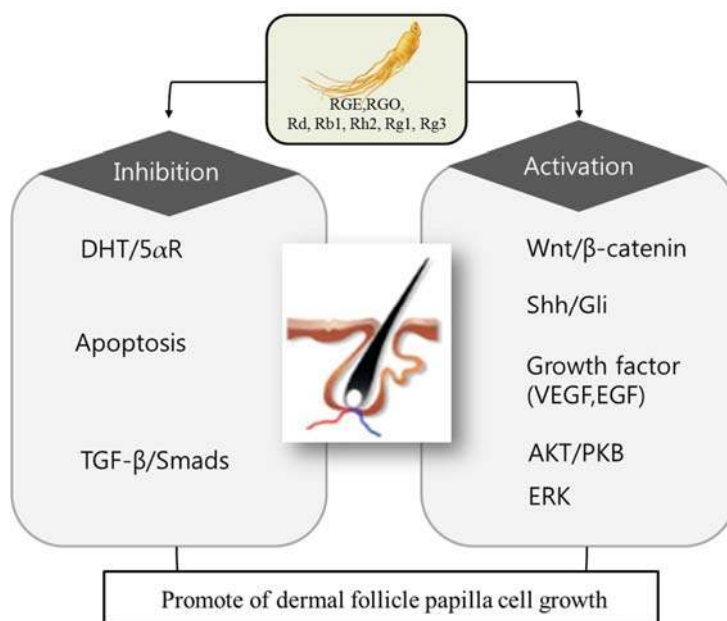 RGE,RGO,
Rd, Rb1, Rh2, Rg1, Rg3
Inhibition
DHT/5αR
Apoptosis
TGF-β/Smads
Activation
Wnt/β-catenin
Shh/Gli
Growth factor
(VEGF,EGF)
AKT/PKB
ERK
Promote of dermal follicle papilla cell growth